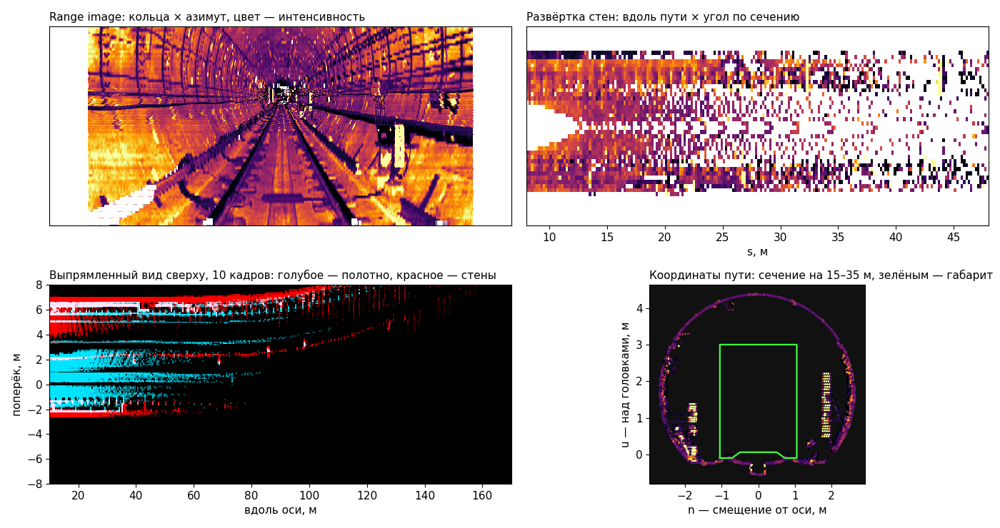 Range image: кольца × азимут, цвет — интенсивность
Развёртка стен: вдоль пути × угол по сечению
10 15 20 25 30 35 40 45
s, м
Выпрямленный вид сверху, 10 кадров: голубое — полотно, красное — стены
8
6
4
2
0
−2
−4
−6
−8
поперёк, м
20 40 60 80 100 120 140 160
вдоль оси, м
Координаты пути: сечение на 15–35 м, зелёным — габарит
4
3
2
1
0
u — над головками, м
−2 −1 0 1 2
n — смещение от оси, м